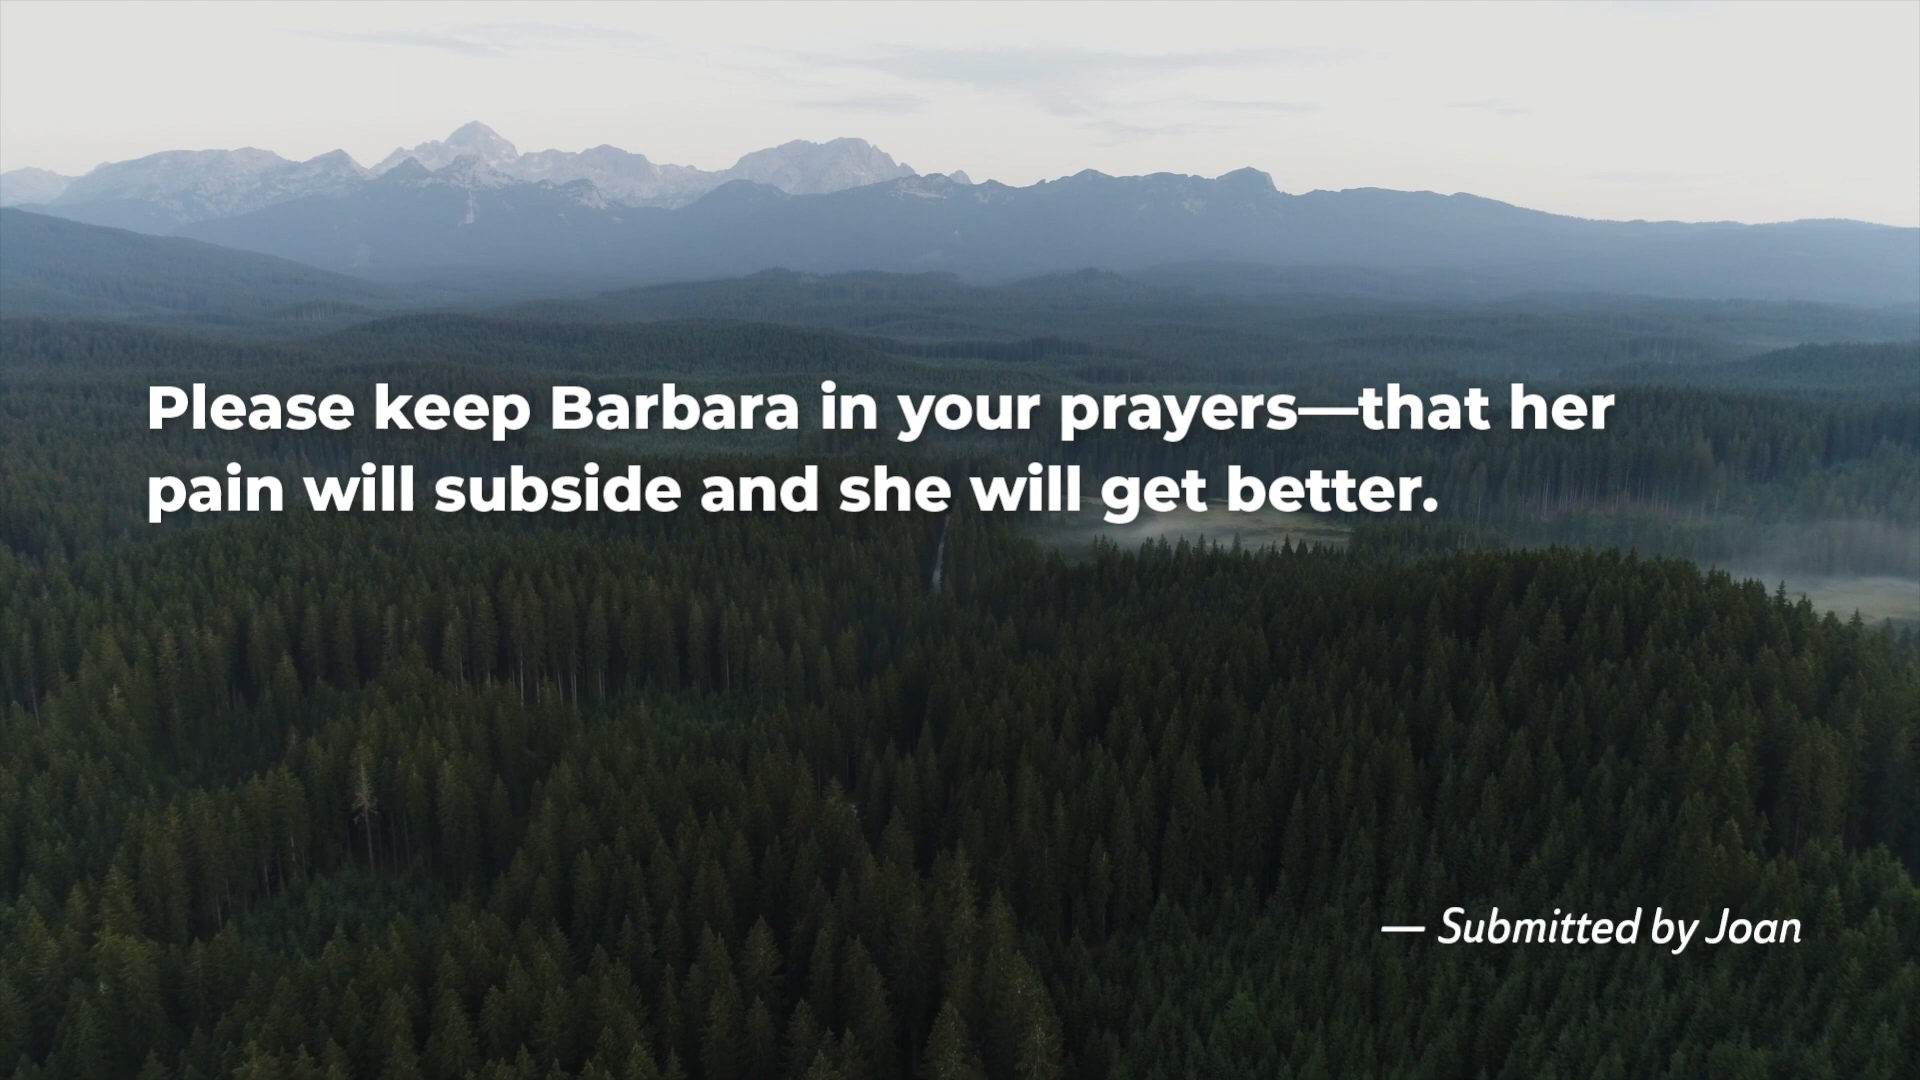 Please keep Barbara in your prayers—that her
pain will subside and she will get better.
— Submitted by Joan